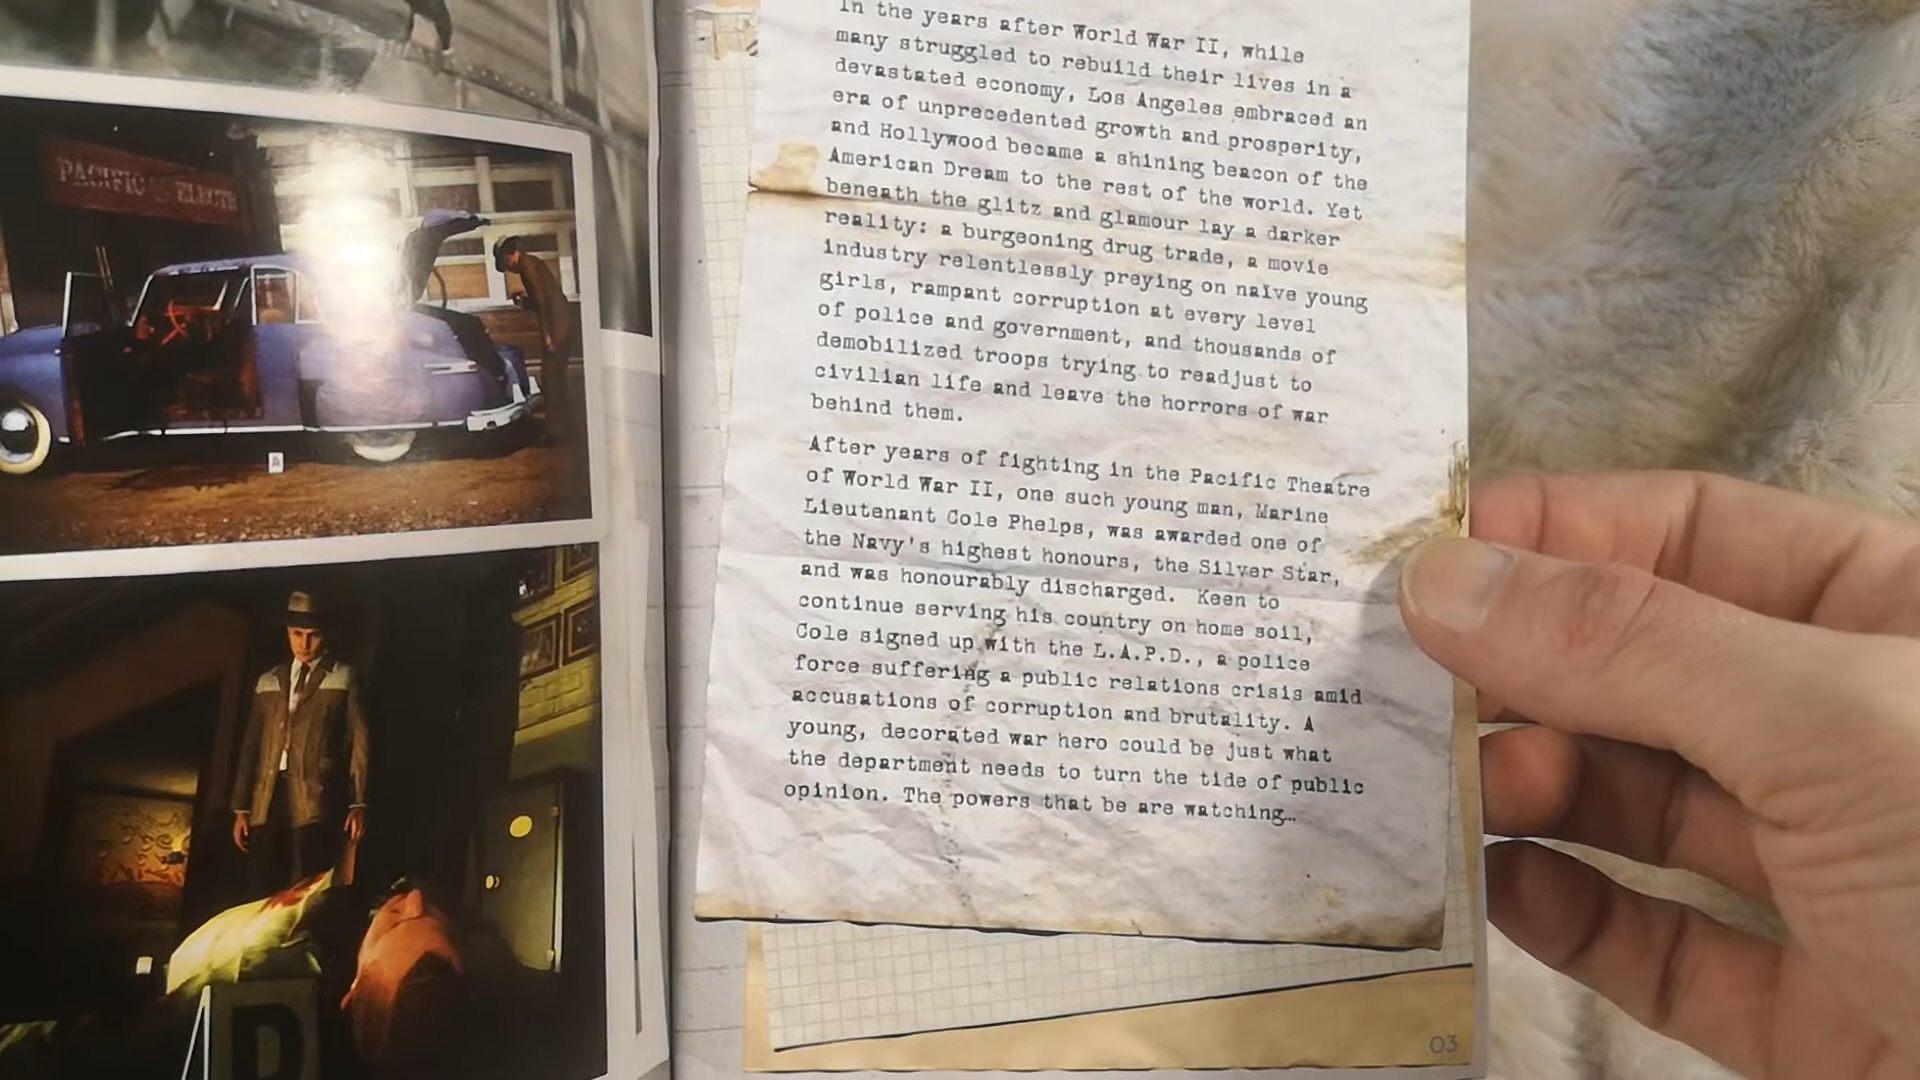 PACIFIC ELECTR
A
D
In the years after World War II, while
many struggled to rebuild their lives in a
devastated economy, Los Angeles embraced an
era of unprecedented growth and prosperity,
and Hollywood became a shining beacon of the
American Dream to the rest of the world. Yet
beneath the glitz and glamour lay a darker
reality: a burgeoning drug trade, a movie
industry relentlessly preying on naïve young
girls, rampant corruption at every level
of police and government, and thousands of
demobilized troops trying to readjust to
civilian life and leave the horrors of war
behind them.
After years of fighting in the Pacific Theatre
of World War II, one such young man, Marine
Lieutenant Cole Phelps, was awarded one of
the Navy's highest honours, the Silver Star,
and was honourably discharged. Keen to
continue serving his country on home soil,
Cole signed up with the L.A.P.D., a police
force suffering a public relations crisis amid
accusations of corruption and brutality. A
young, decorated war hero could be just what
the department needs to turn the tide of public
opinion. The powers that be are watching…
03